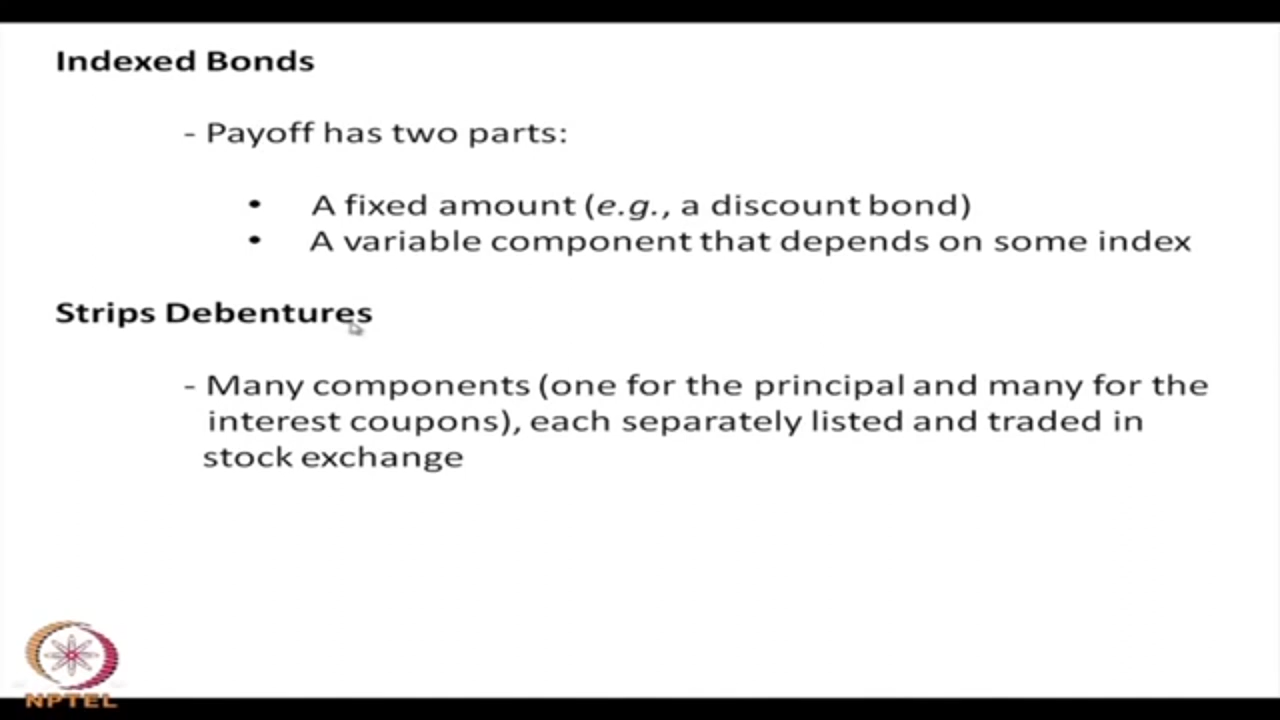 Indexed Bonds
- Payoff has two parts:
• A fixed amount (e.g., a discount bond)
• A variable component that depends on some index
Strips Debentures
- Many components (one for the principal and many for the
interest coupons), each separately listed and traded in
stock exchange
NPTEL